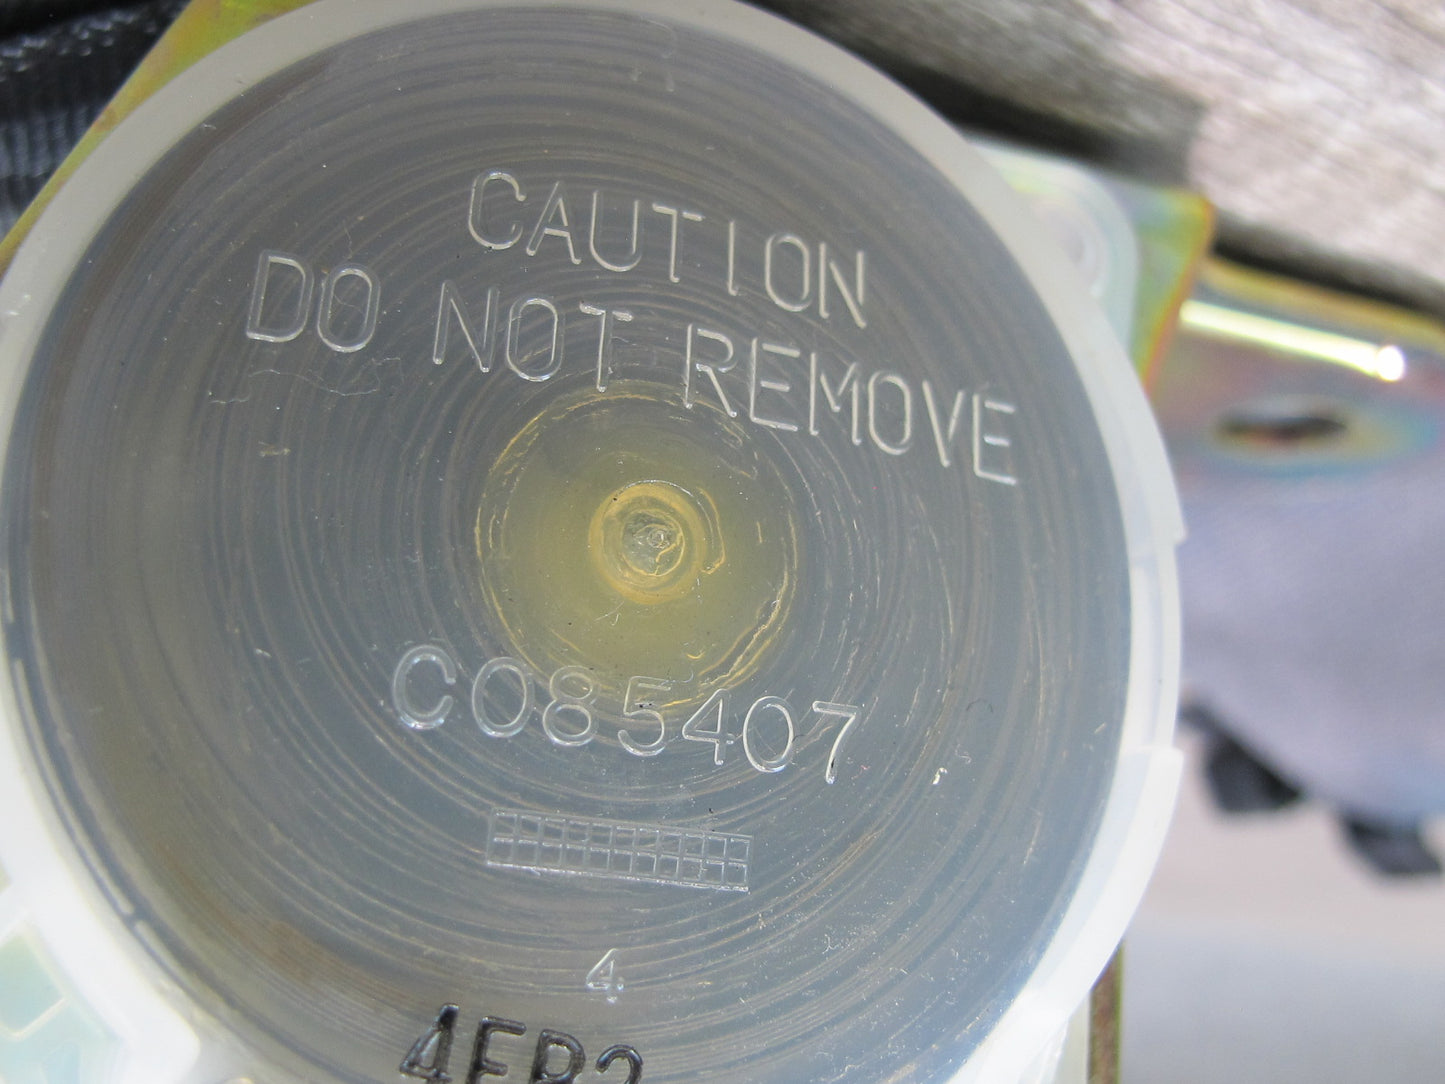 CAUTION
DO NOT REMOVE
C085407
4